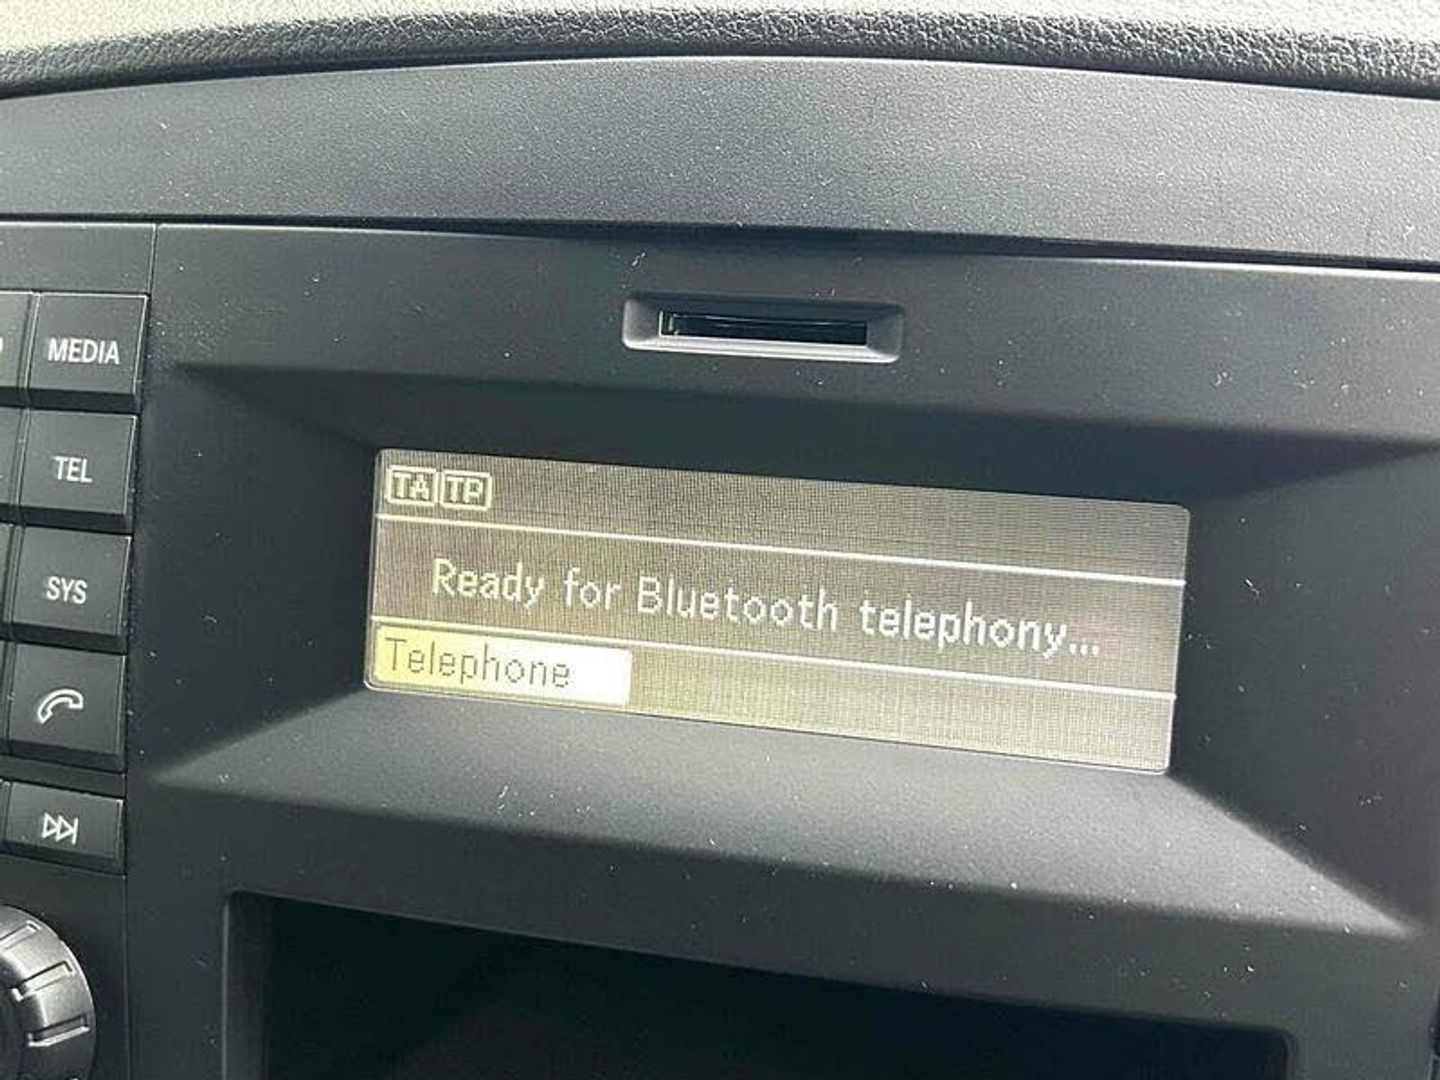 MEDIA
TEL
SYS
TA TP
Ready for Bluetooth telephony...
Telephone